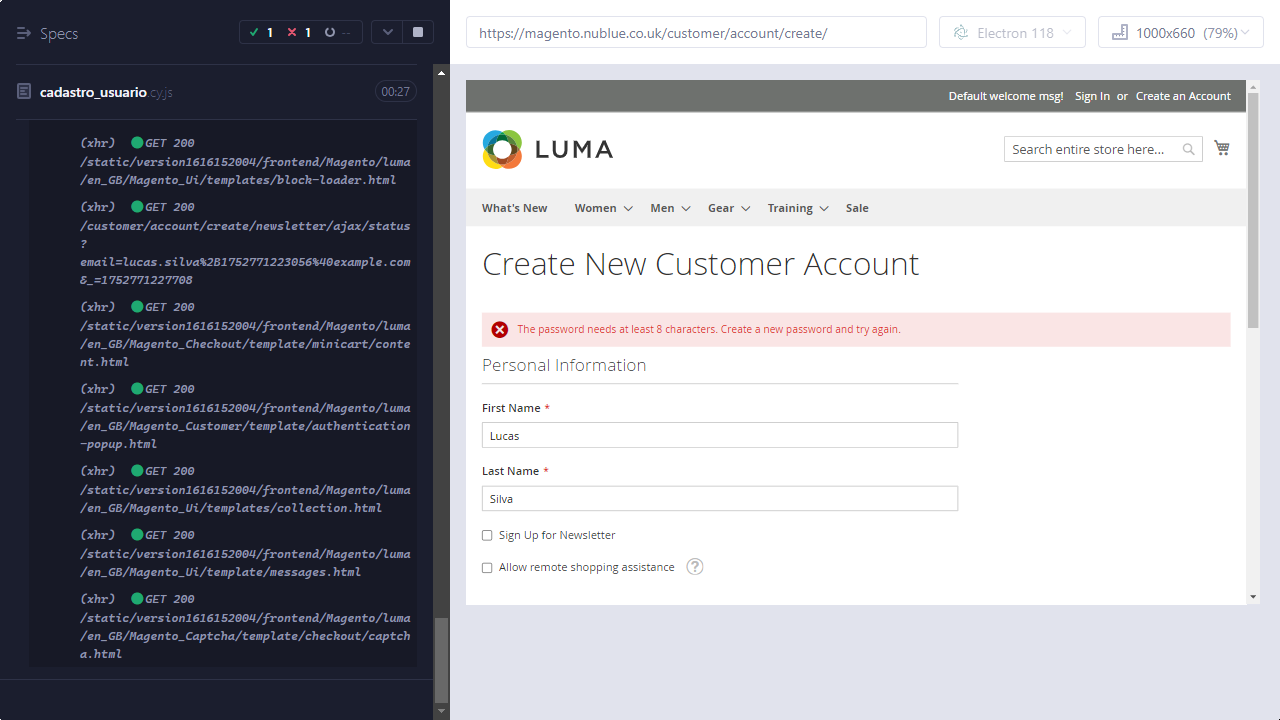 Specs
1
1
--
cadastro_usuario.cy.js
00:27
(xhr) GET 200
/static/version1616152004/frontend/Magento/luma
/en_GB/Magento_Ui/templates/block-loader.html
(xhr) GET 200
/customer/account/create/newsletter/ajax/status
?
email=lucas.silva%2B1752771223056%40example.com
&_=1752771227708
(xhr) GET 200
/static/version1616152004/frontend/Magento/luma
/en_GB/Magento_Checkout/template/minicart/conte
nt.html
(xhr) GET 200
/static/version1616152004/frontend/Magento/luma
/en_GB/Magento_Customer/template/authentication
-popup.html
(xhr) GET 200
/static/version1616152004/frontend/Magento/luma
/en_GB/Magento_Ui/templates/collection.html
(xhr) GET 200
/static/version1616152004/frontend/Magento/luma
/en_GB/Magento_Ui/template/messages.html
(xhr) GET 200
/static/version1616152004/frontend/Magento/luma
/en_GB/Magento_Captcha/template/checkout/captch
a.html
https://magento.nublue.co.uk/customer/account/create/
Electron 118
1000x660 (79%)
Default welcome msg! Sign In or Create an Account
LUMA
Search entire store here...
What's New Women Men Gear Training Sale
Create New Customer Account
The password needs at least 8 characters. Create a new password and try again.
Personal Information
First Name *
Lucas
Last Name *
Silva
Sign Up for Newsletter
Allow remote shopping assistance ?